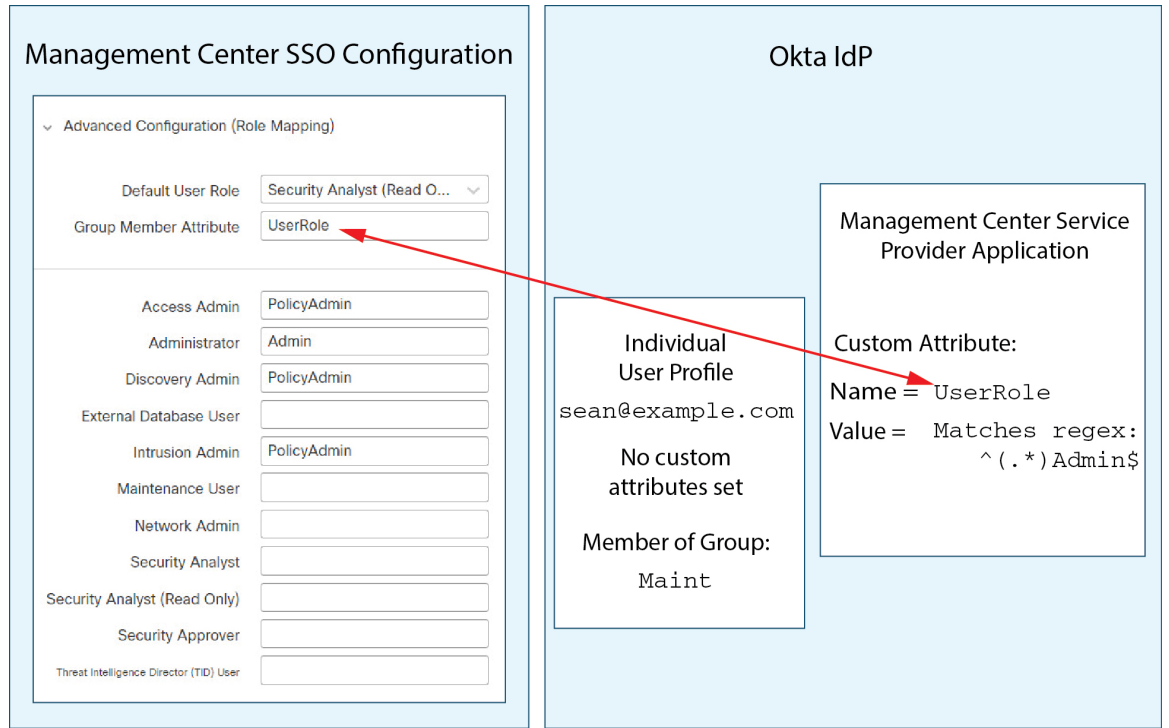 Management Center SSO Configuration
Advanced Configuration (Role Mapping)
Default User Role
Security Analyst (Read O...
Group Member Attribute
UserRole
Access Admin
PolicyAdmin
Administrator
Admin
Discovery Admin
PolicyAdmin
External Database User
Intrusion Admin
PolicyAdmin
Maintenance User
Network Admin
Security Analyst
Security Analyst (Read Only)
Security Approver
Threat Intelligence Director (TID) User
Okta IdP
Individual
User Profile
sean@example.com
No custom
attributes set
Member of Group:
Maint
Management Center Service
Provider Application
Custom Attribute:
Name = UserRole
Value = Matches regex:
^(.*)Admin$